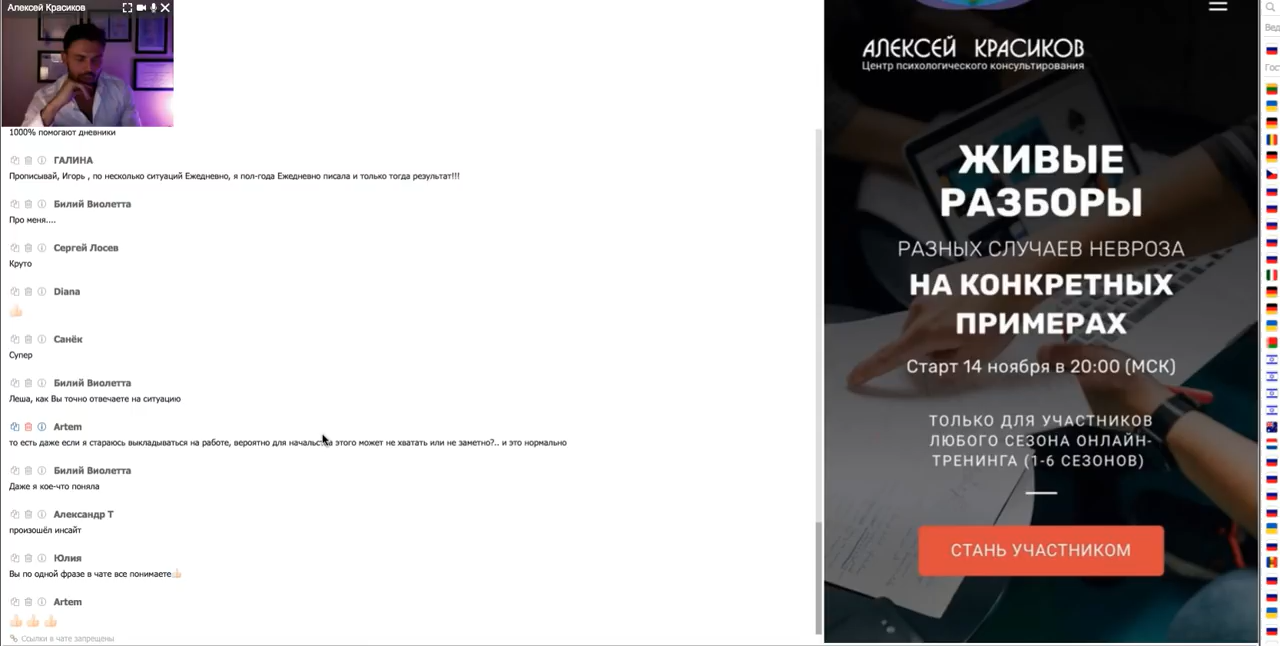 Алексей Красиков
1000% помогают дневники
ГАЛИНА
Прописывай, Игорь , по несколько ситуаций Ежедневно, я пол-года Ежедневно писала и только тогда результат!!!
Билий Виолетта
Про меня....
Сергей Лосев
Круто
Diana
Санёк
Супер
Билий Виолетта
Леша, как Вы точно отвечаете на ситуацию
Artem
то есть даже если я стараюсь выкладываться на работе, вероятно для начальства этого может не хватать или не заметно?.. и это нормально
Билий Виолетта
Даже я кое-что поняла
Александр Т
произошёл инсайт
Юлия
Вы по одной фразе в чате все понимаете
Artem
Ссылки в чате запрещены
АЛЕКСЕЙ КРАСИКОВ
Центр психологического консультирования
ЖИВЫЕ
РАЗБОРЫ
РАЗНЫХ СЛУЧАЕВ НЕВРОЗА
НА КОНКРЕТНЫХ
ПРИМЕРАХ
Старт 14 ноября в 20:00 (МСК)
ТОЛЬКО ДЛЯ УЧАСТНИКОВ
ЛЮБОГО СЕЗОНА ОНЛАЙН-
ТРЕНИНГА (1-6 СЕЗОНОВ)
СТАНЬ УЧАСТНИКОМ
Вед
Гос